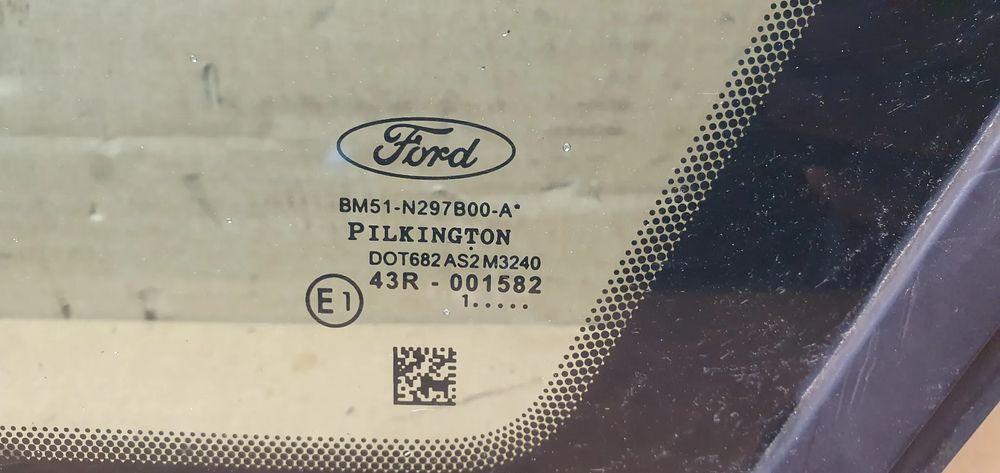 Ford
BM51-N297B00-A*
PILKINGTON
DOT682 AS2 M3240
43R - 001582
E1
1.....